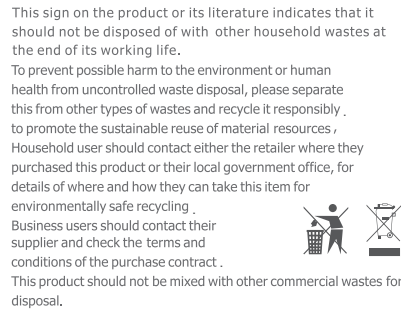 This sign on the product or its literature indicates that it
should not be disposed of with other household wastes at
the end of its working life.
To prevent possible harm to the environment or human
health from uncontrolled waste disposal, please separate
this from other types of wastes and recycle it responsibly .
to promote the sustainable reuse of material resources ,
Household user should contact either the retailer where they
purchased this product or their local government office, for
details of where and how they can take this item for
environmentally safe recycling .
Business users should contact their
supplier and check the terms and
conditions of the purchase contract .
This product should not be mixed with other commercial wastes for
disposal.